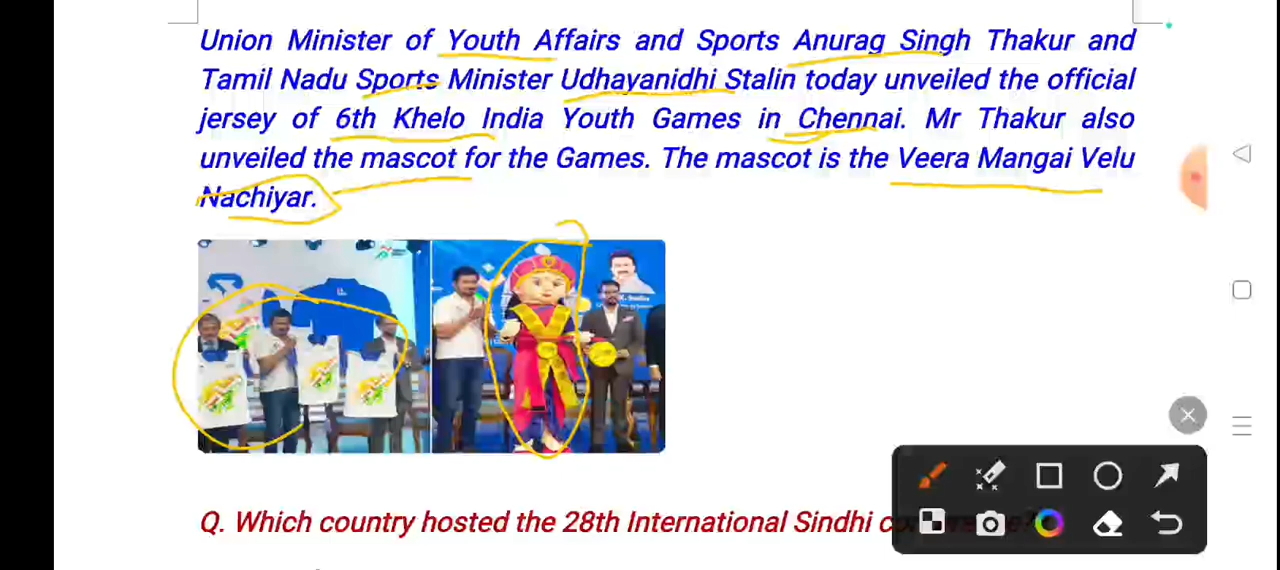 Union Minister of Youth Affairs and Sports Anurag Singh Thakur and
Tamil Nadu Sports Minister Udhayanidhi Stalin today unveiled the official
jersey of 6th Khelo India Youth Games in Chennai. Mr Thakur also
unveiled the mascot for the Games. The mascot is the Veera Mangai Velu
Nachiyar.
Q. Which country hosted the 28th International Sindhi